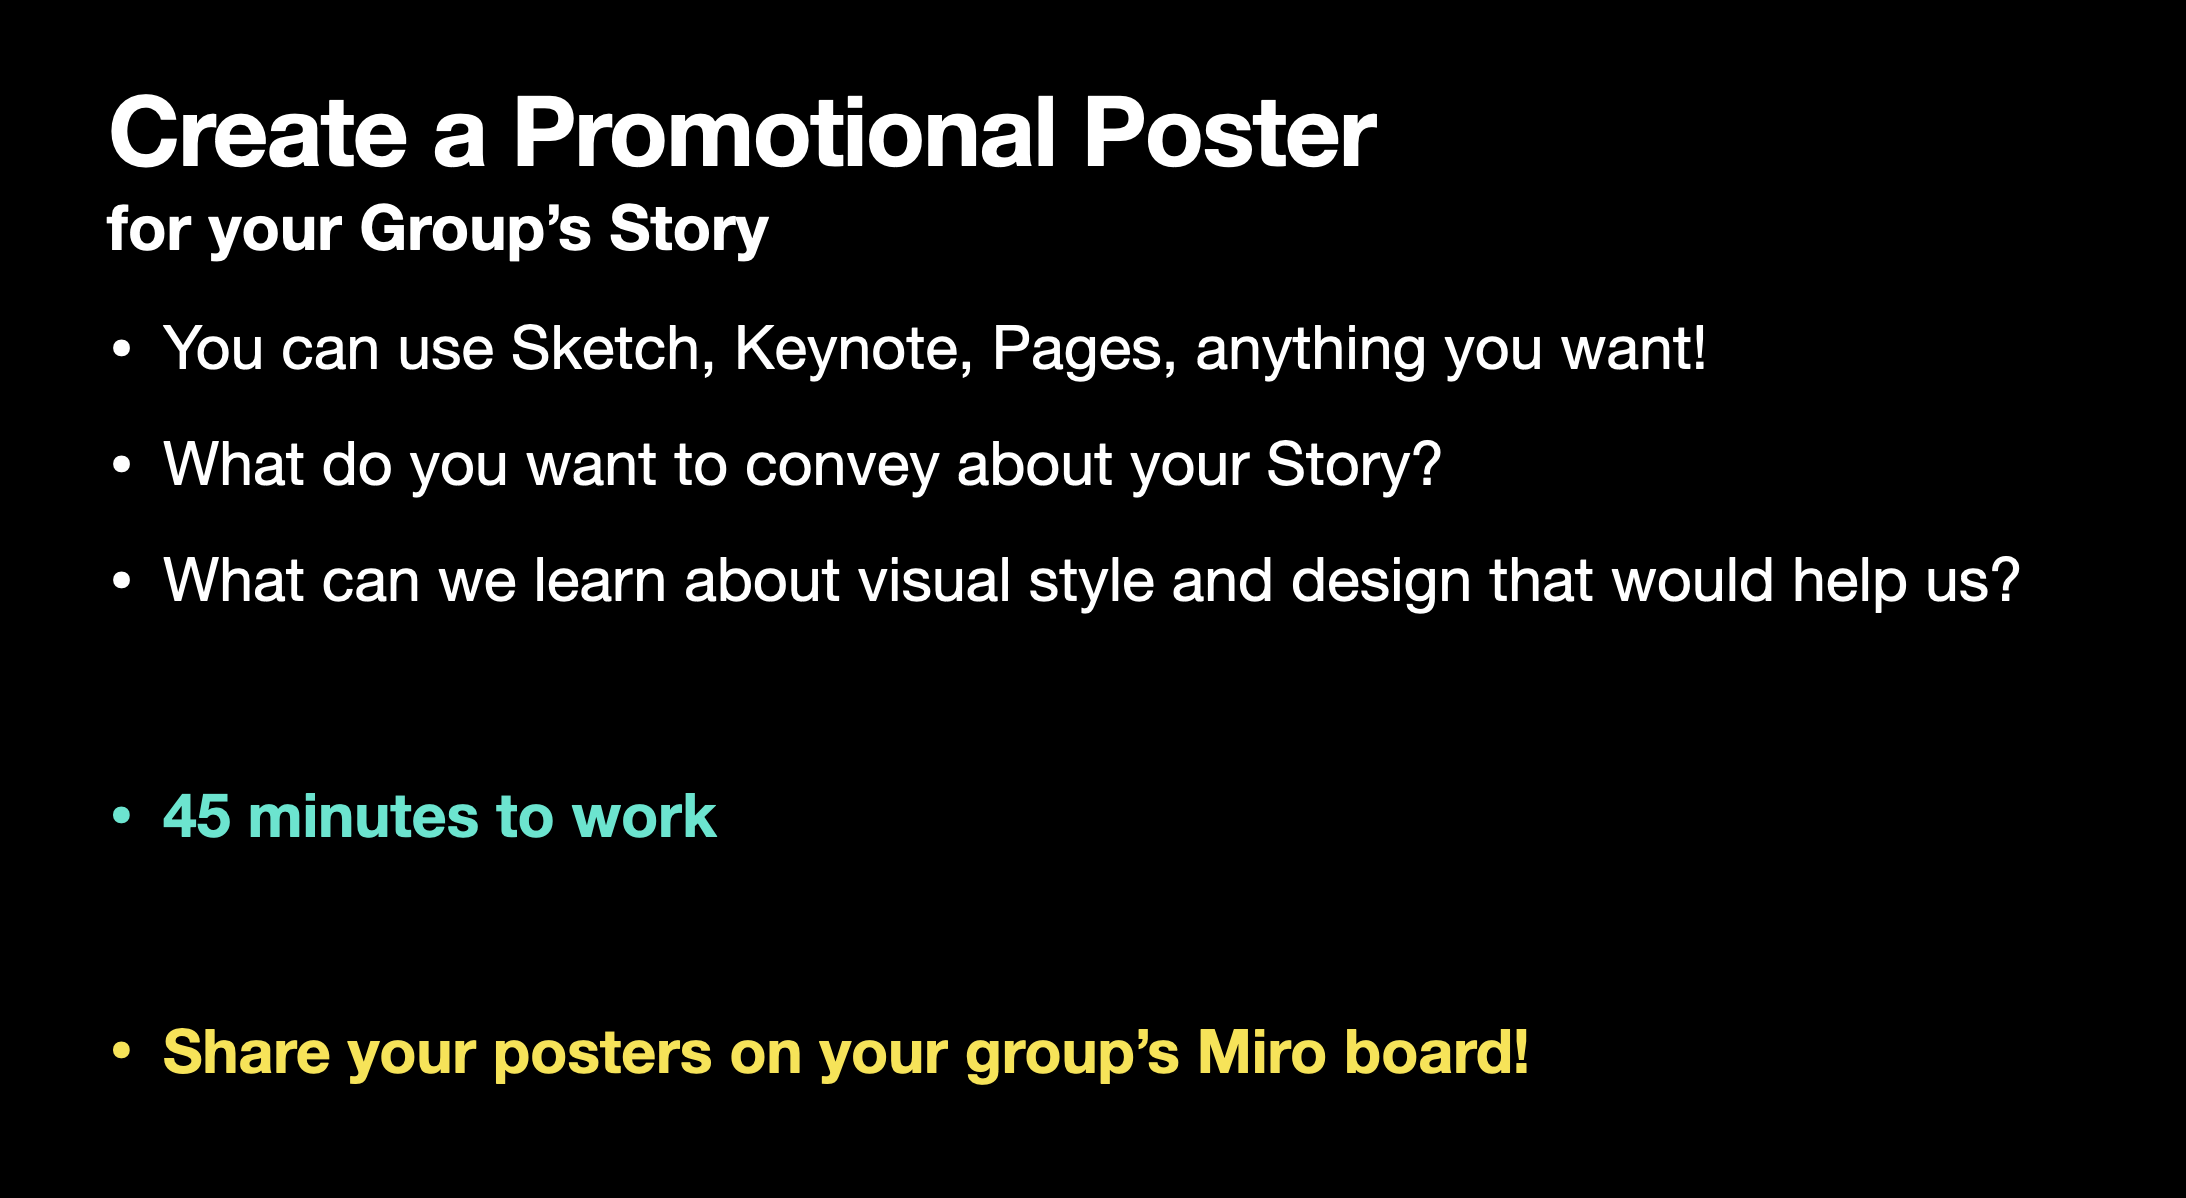 Create a Promotional Poster
for your Group’s Story
• You can use Sketch, Keynote, Pages, anything you want!
• What do you want to convey about your Story?
• What can we learn about visual style and design that would help us?
• 45 minutes to work
• Share your posters on your group’s Miro board!